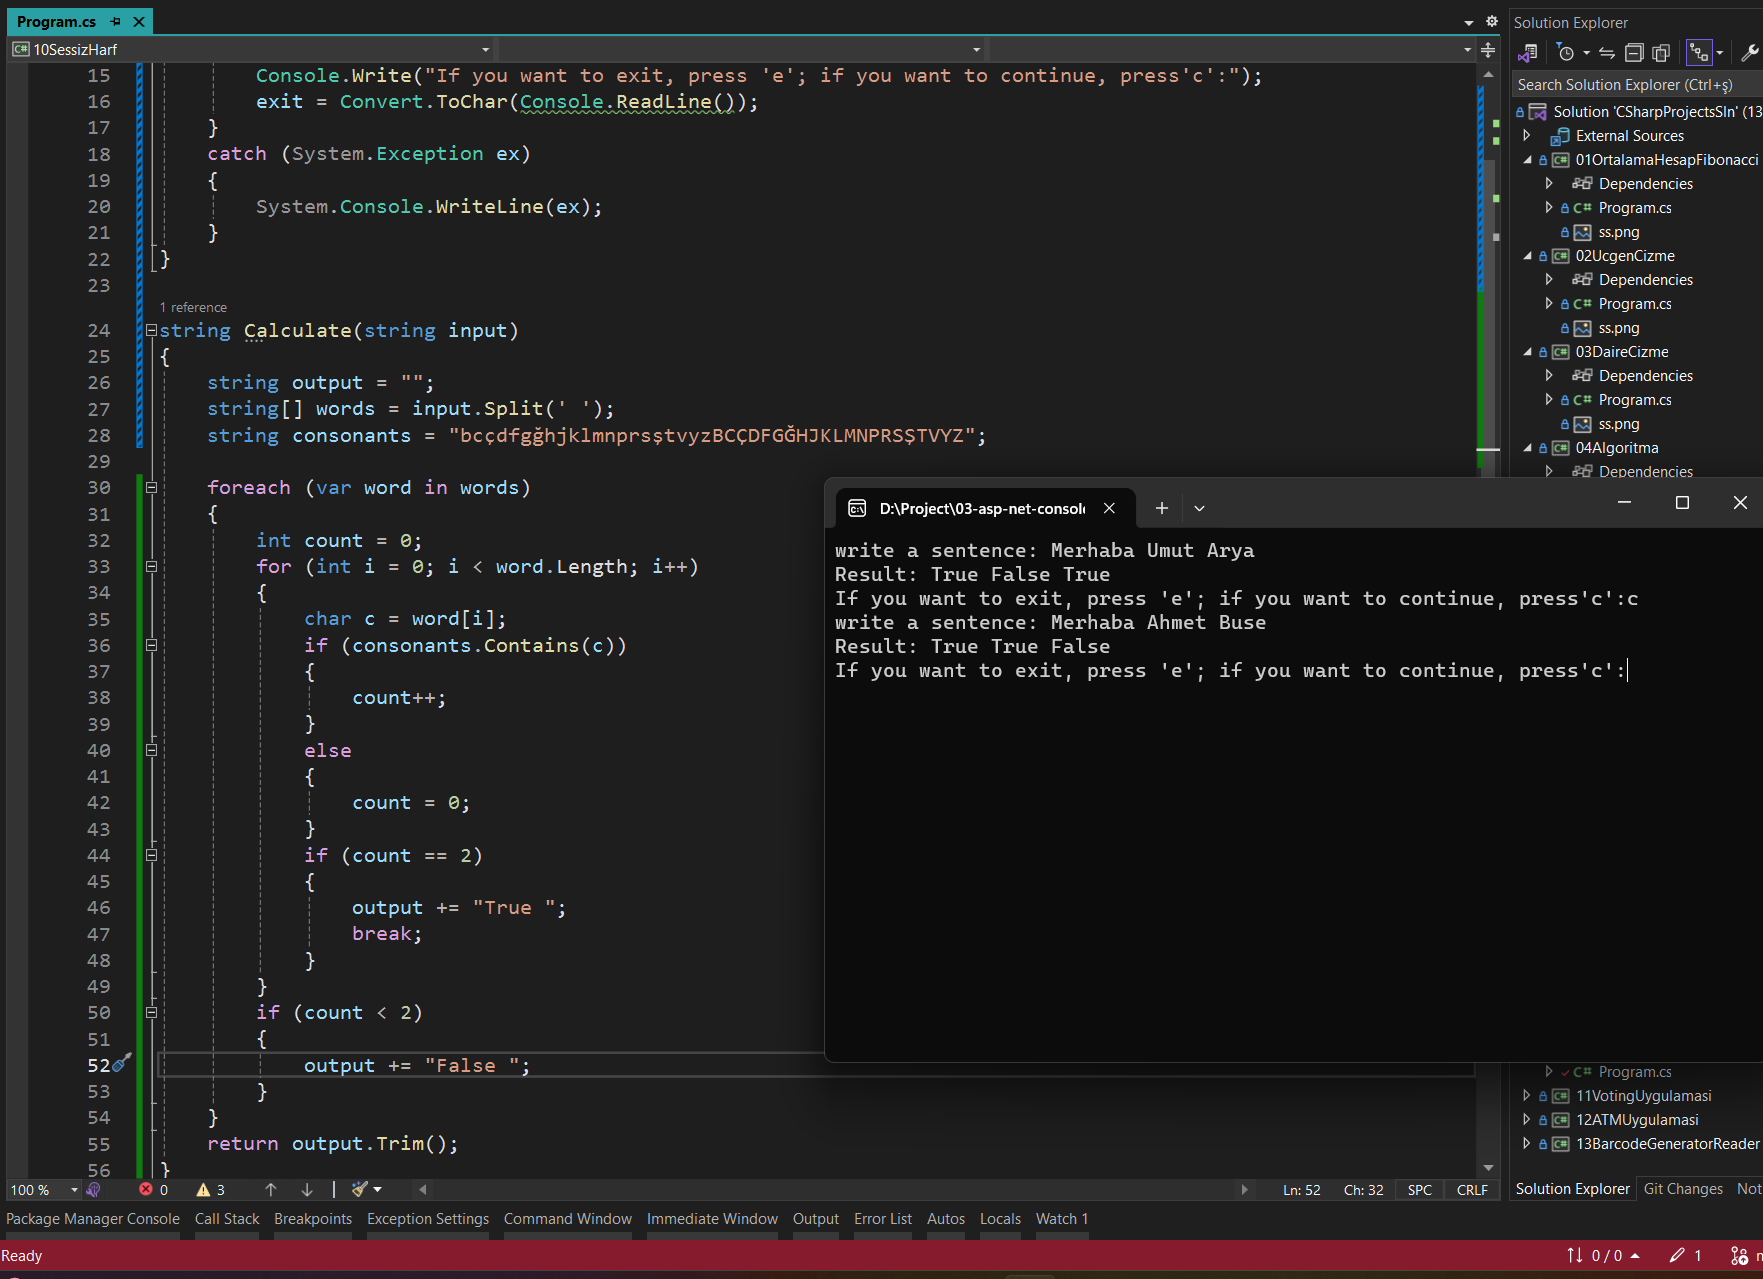 Program.cs
10SessizHarf
15 Console.Write("If you want to exit, press 'e'; if you want to continue, press'c':");
16 exit = Convert.ToChar(Console.ReadLine());
17 }
18 catch (System.Exception ex)
19 {
20 System.Console.WriteLine(ex);
21 }
22 }
23
1 reference
24 string Calculate(string input)
25 {
26 string output = "";
27 string[] words = input.Split(' ');
28 string consonants = "bcçdfgğhjklmnprsştvyzBCÇDFGĞHJKLMNPRSŞTVYZ";
29
30 foreach (var word in words)
31 {
32 int count = 0;
33 for (int i = 0; i < word.Length; i++)
34 {
35 char c = word[i];
36 if (consonants.Contains(c))
37 {
38 count++;
39 }
40 else
41 {
42 count = 0;
43 }
44 if (count == 2)
45 {
46 output += "True ";
47 break;
48 }
49 }
50 if (count < 2)
51 {
52 output += "False ";
53 }
54 }
55 return output.Trim();
56 }
100 % 0 3 Ln: 52 Ch: 32 SPC CRLF
D:\Project\03-asp-net-consol
write a sentence: Merhaba Umut Arya
Result: True False True
If you want to exit, press 'e'; if you want to continue, press'c':c
write a sentence: Merhaba Ahmet Buse
Result: True True False
If you want to exit, press 'e'; if you want to continue, press'c':
Solution Explorer
Search Solution Explorer (Ctrl+ş)
Solution 'CSharpProjectsSln' (13
External Sources
01OrtalamaHesapFibonacci
Dependencies
C# Program.cs
ss.png
02UcgenCizme
Dependencies
C# Program.cs
ss.png
03DaireCizme
Dependencies
C# Program.cs
ss.png
04Algoritma
Dependencies
C# Program.cs
11VotingUygulamasi
12ATMUygulamasi
13BarcodeGeneratorReader
Solution Explorer Git Changes Not
Package Manager Console Call Stack Breakpoints Exception Settings Command Window Immediate Window Output Error List Autos Locals Watch 1
Ready 0 / 0 1